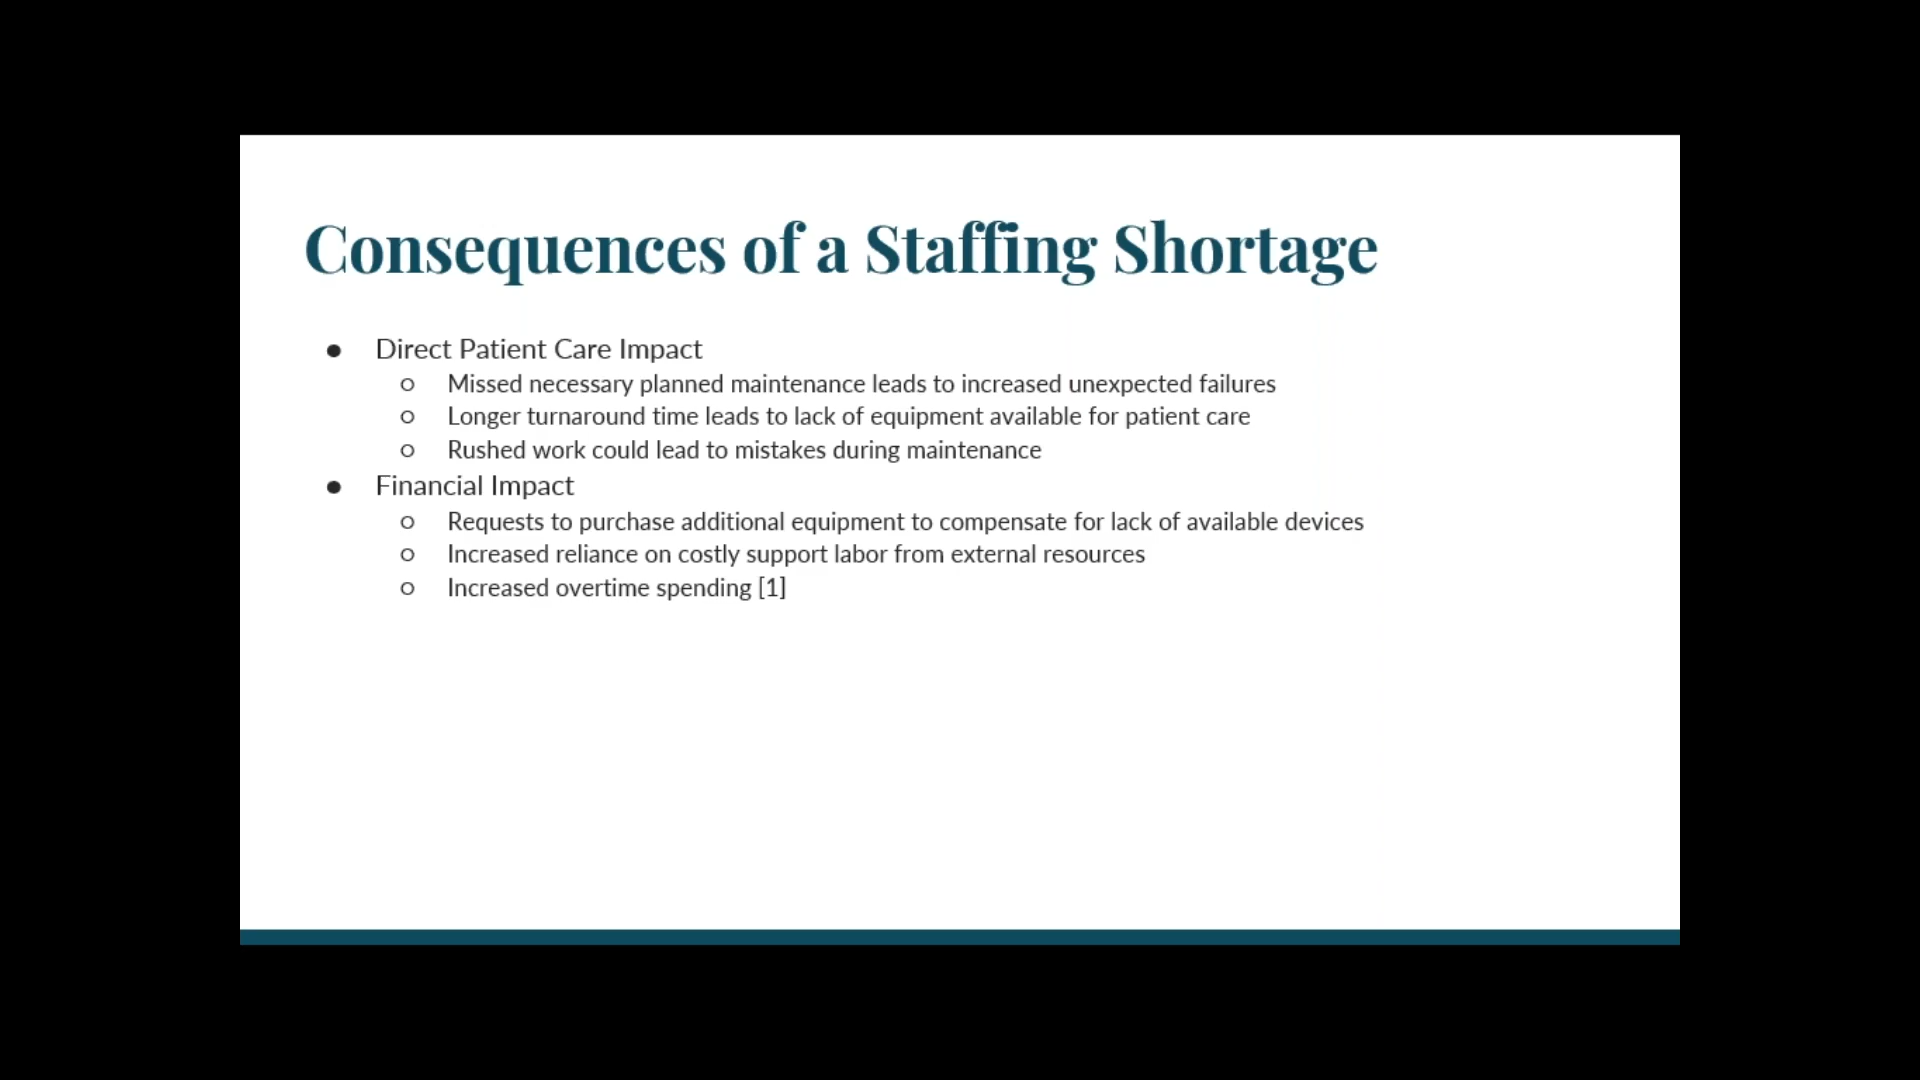 Consequences of a Staffing Shortage
● Direct Patient Care Impact
○ Missed necessary planned maintenance leads to increased unexpected failures
○ Longer turnaround time leads to lack of equipment available for patient care
○ Rushed work could lead to mistakes during maintenance
● Financial Impact
○ Requests to purchase additional equipment to compensate for lack of available devices
○ Increased reliance on costly support labor from external resources
○ Increased overtime spending [1]